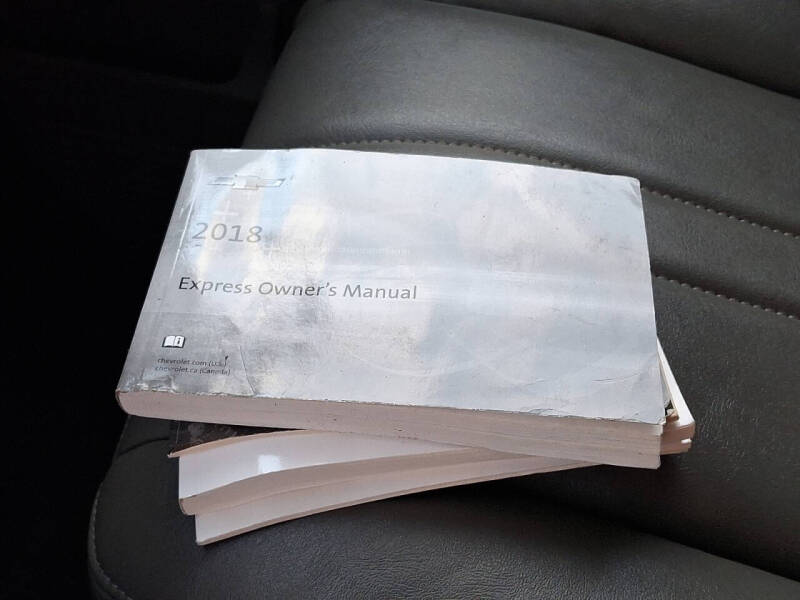 2018
Express Owner's Manual
chevrolet.com (U.S.)
chevrolet.ca (Canada)